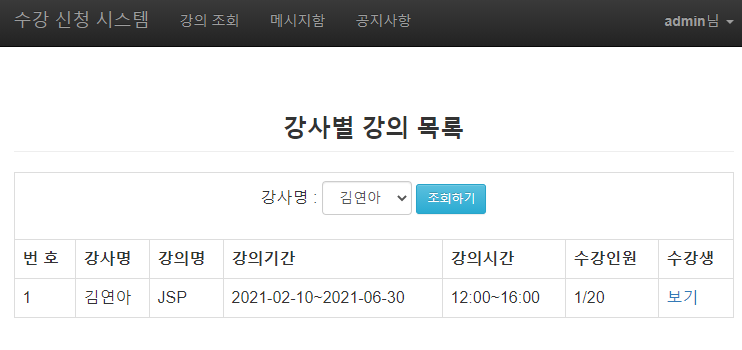 수강 신청 시스템 강의 조회 메시지함 공지사항 admin님
강사별 강의 목록
강사명 : 김연아 조회하기
번 호 강사명 강의명 강의기간 강의시간 수강인원 수강생
1 김연아 JSP 2021-02-10~2021-06-30 12:00~16:00 1/20 보기